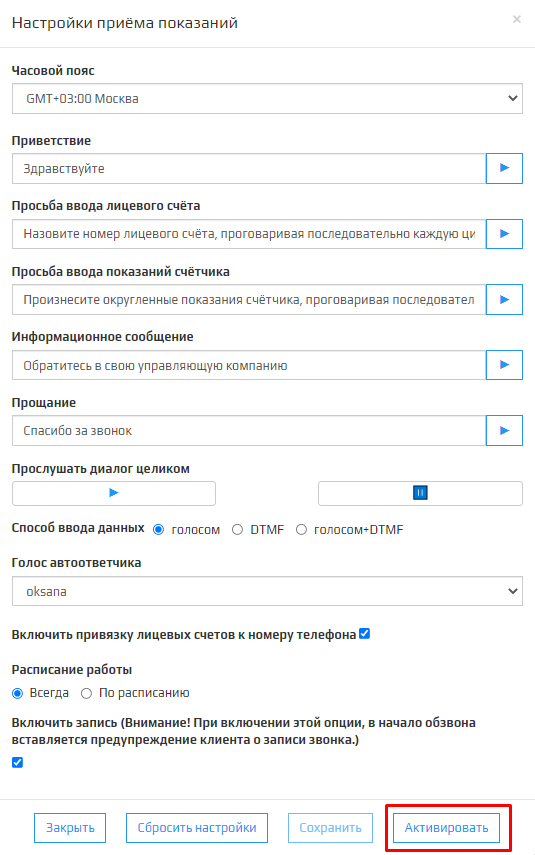 Настройки приёма показаний
×
Часовой пояс
GMT+03:00 Москва
Приветствие
Здравствуйте
Просьба ввода лицевого счёта
Назовите номер лицевого счёта, проговаривая последовательно каждую ци
Просьба ввода показаний счётчика
Произнесите округленные показания счётчика, проговаривая последовател
Информационное сообщение
Обратитесь в свою управляющую компанию
Прощание
Спасибо за звонок
Прослушать диалог целиком
Способ ввода данных голосом DTMF голосом+DTMF
Голос автоответчика
oksana
Включить привязку лицевых счетов к номеру телефона
Расписание работы
Всегда По расписанию
Включить запись (Внимание! При включении этой опции, в начало обзвона
вставляется предупреждение клиента о записи звонка.)
Закрыть Сбросить настройки Сохранить Активировать